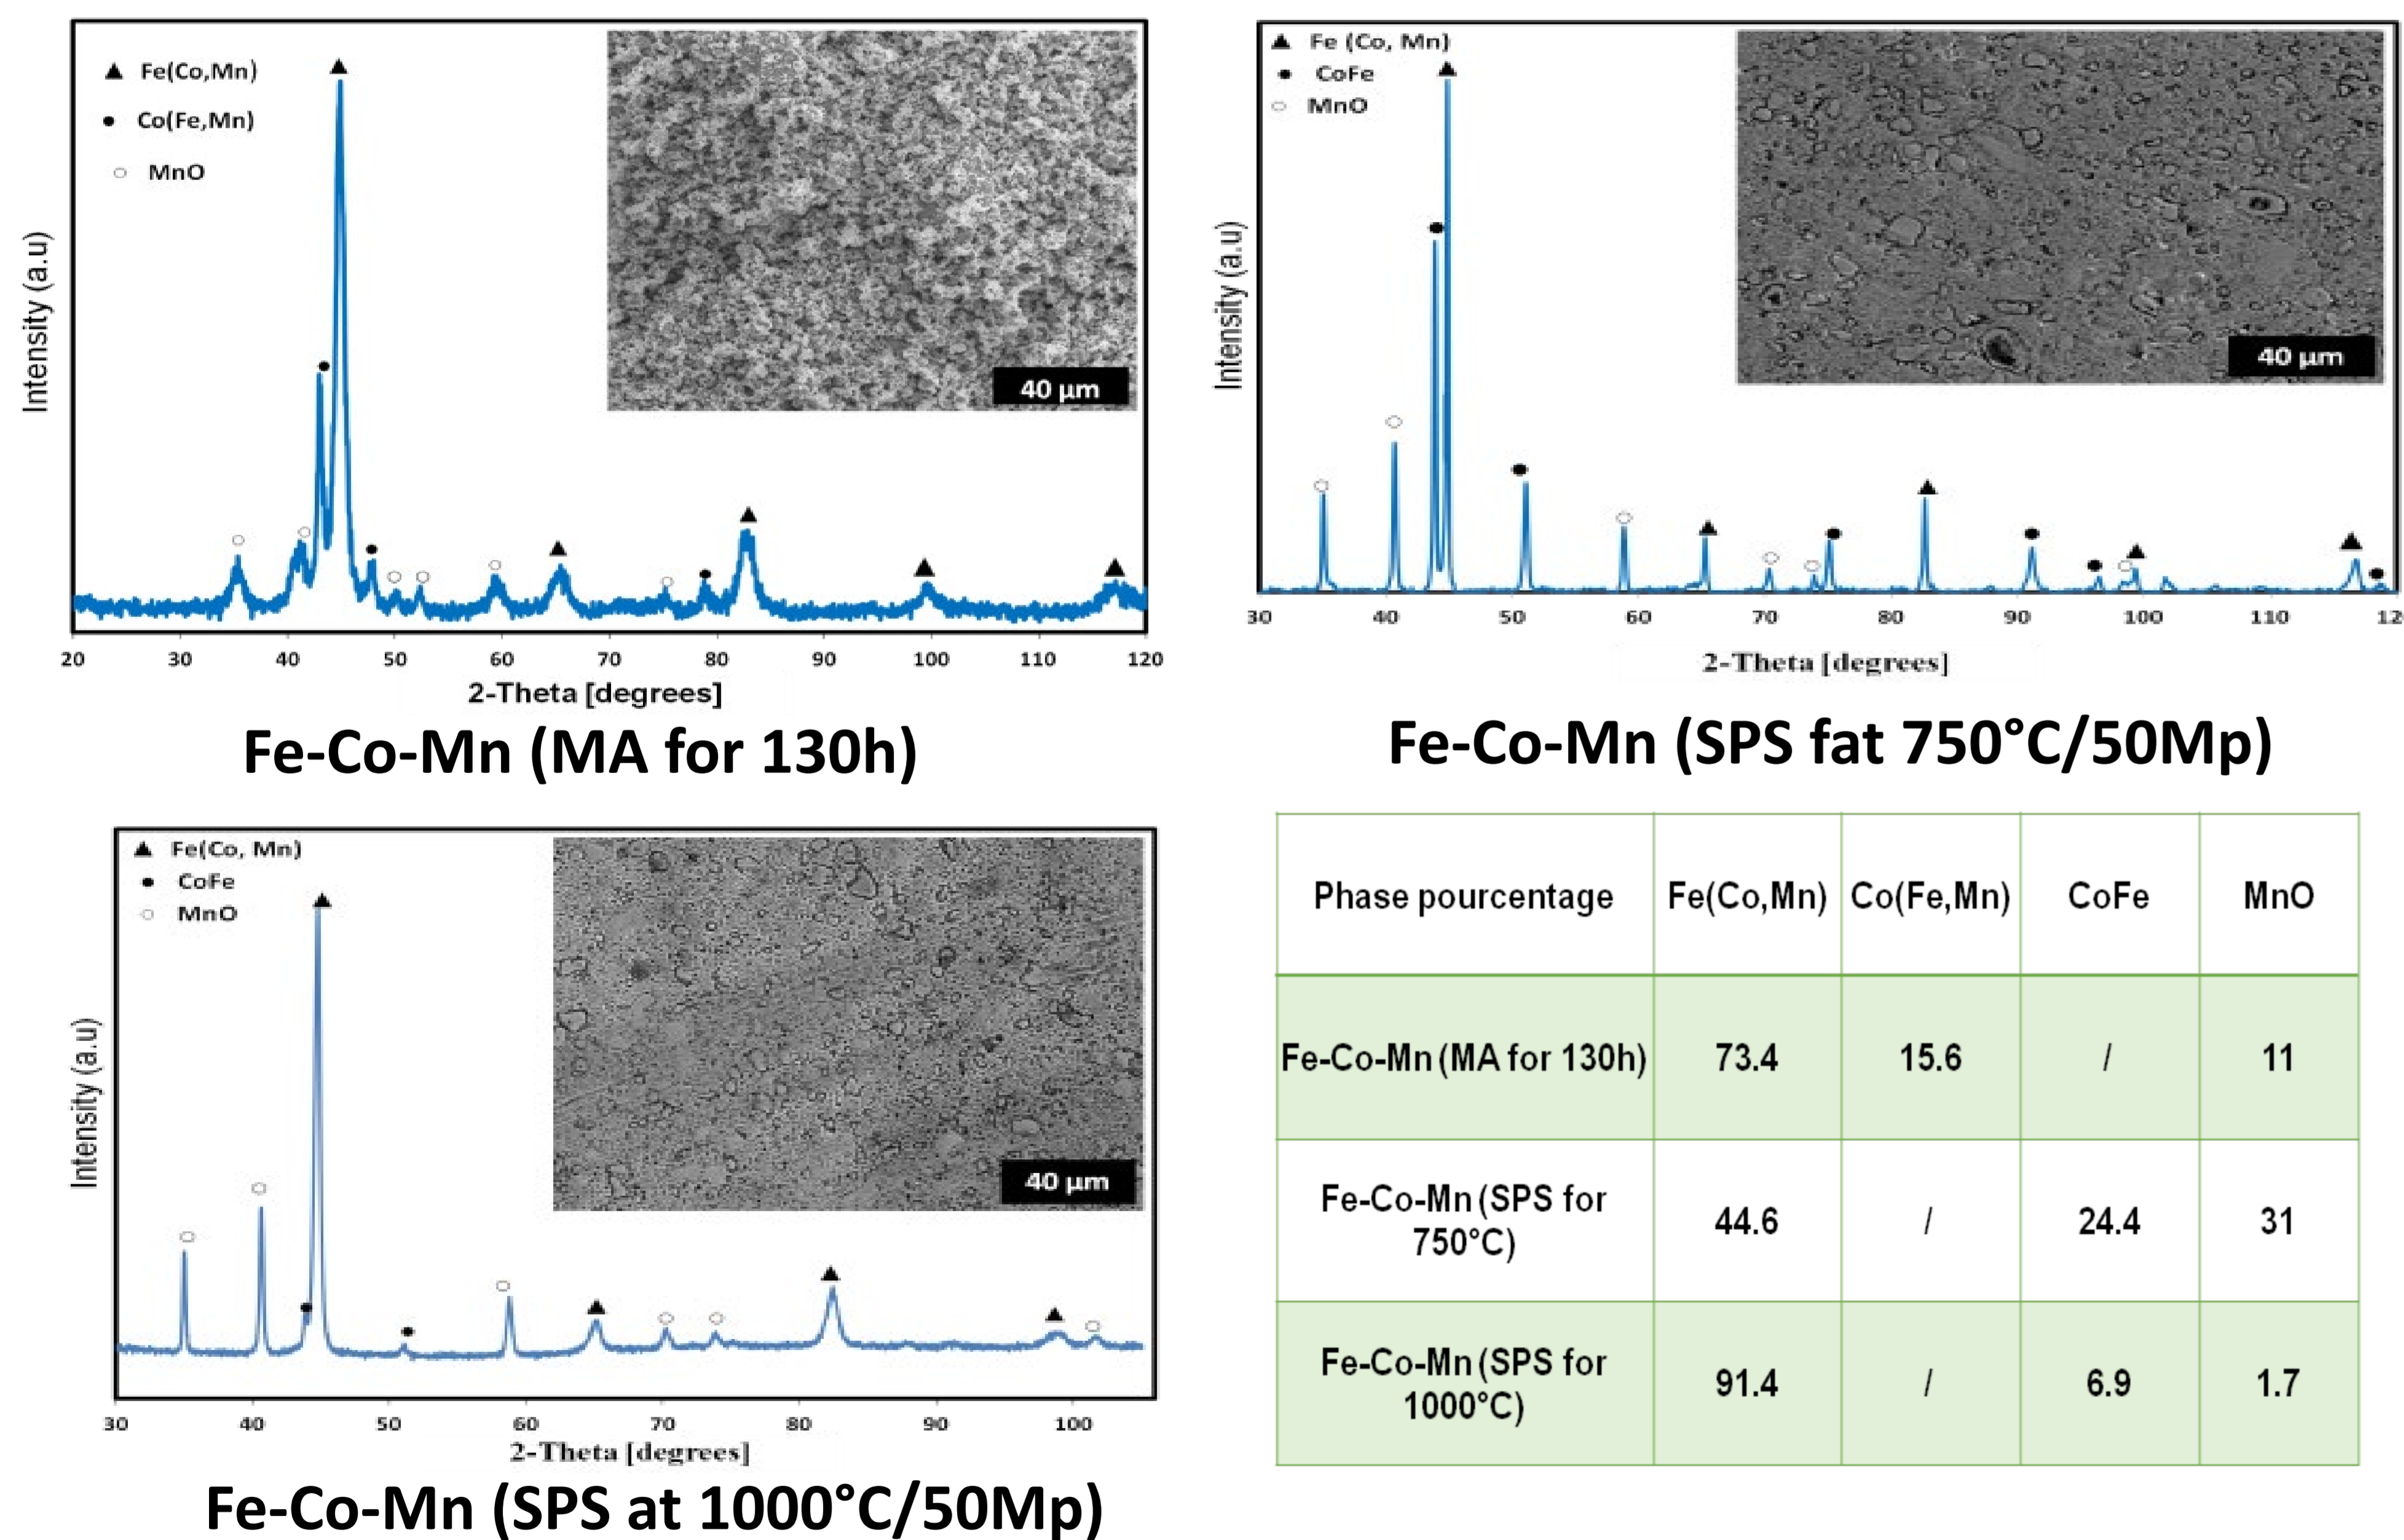 ▲ Fe(Co,Mn)
● Co(Fe,Mn)
○ MnO
40 µm
Intensity (a.u)
20 30 40 50 60 70 80 90 100 110 120
2-Theta [degrees]
Fe-Co-Mn (MA for 130h)
▲ Fe (Co, Mn)
● CoFe
○ MnO
40 µm
Intensity (a.u)
30 40 50 60 70 80 90 100 110 12
2-Theta [degrees]
Fe-Co-Mn (SPS fat 750°C/50Mp)
▲ Fe(Co, Mn)
● CoFe
○ MnO
40 µm
Intensity (a.u)
30 40 50 60 70 80 90 100
2-Theta [degrees]
Fe-Co-Mn (SPS at 1000°C/50Mp)
Phase pourcentage Fe(Co,Mn) Co(Fe,Mn) CoFe MnO
Fe-Co-Mn (MA for 130h) 73.4 15.6 / 11
Fe-Co-Mn (SPS for
750°C) 44.6 / 24.4 31
Fe-Co-Mn (SPS for
1000°C) 91.4 / 6.9 1.7